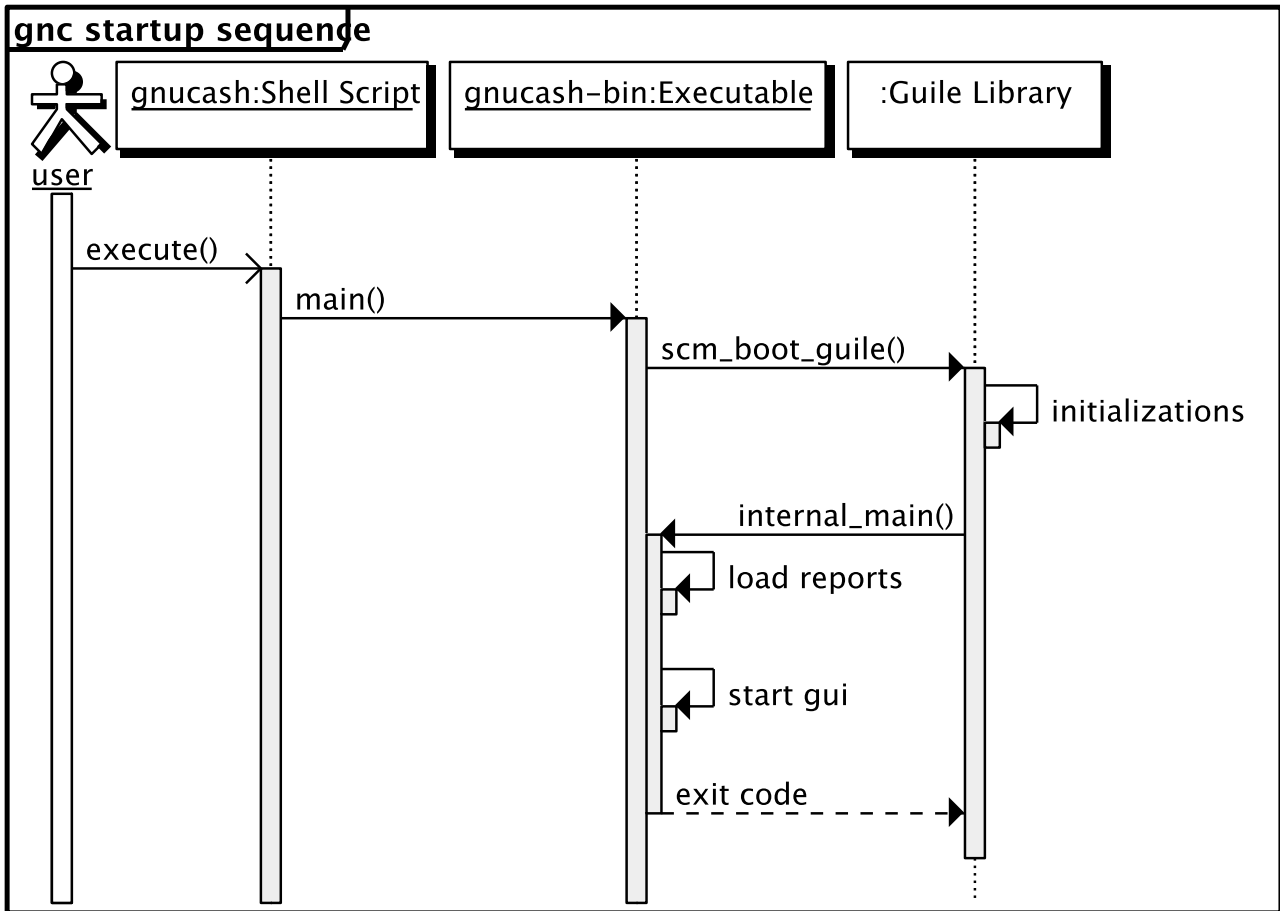 gnc startup sequence
user
gnucash:Shell Script
gnucash-bin:Executable
:Guile Library
execute()
main()
scm_boot_guile()
initializations
internal_main()
load reports
start gui
exit code